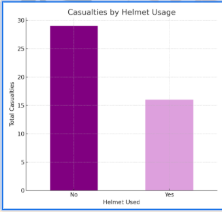 Casualties by Helmet Usage
30
25
20
15
10
5
0
Total Casualties
No
Yes
Helmet Used